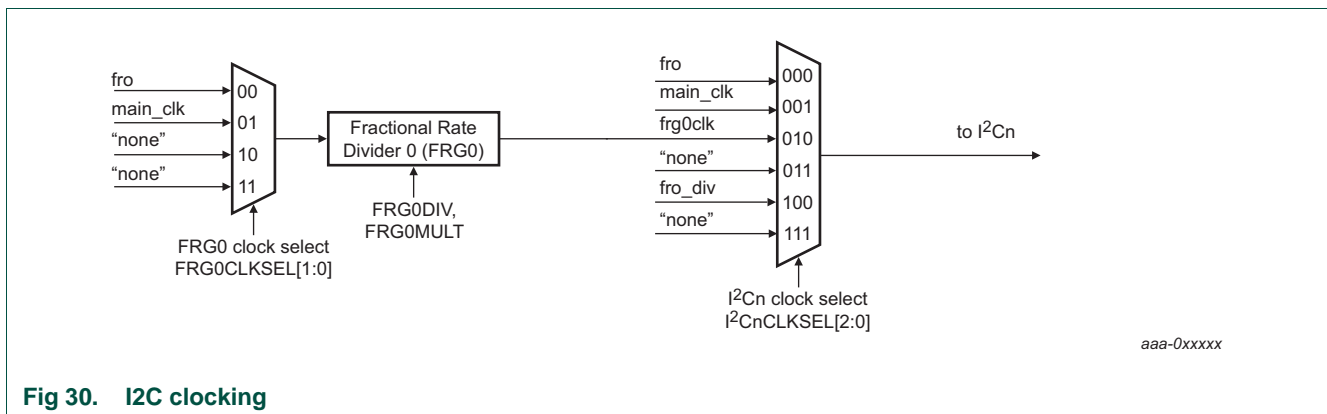 fro
main_clk
"none"
"none"
00
01
10
11
FRG0 clock select
FRG0CLKSEL[1:0]
Fractional Rate
Divider 0 (FRG0)
FRG0DIV,
FRG0MULT
fro
main_clk
frg0clk
"none"
fro_div
"none"
000
001
010
011
100
111
I2Cn clock select
I2CnCLKSEL[2:0]
to I2Cn
aaa-0xxxxx
Fig 30. I2C clocking